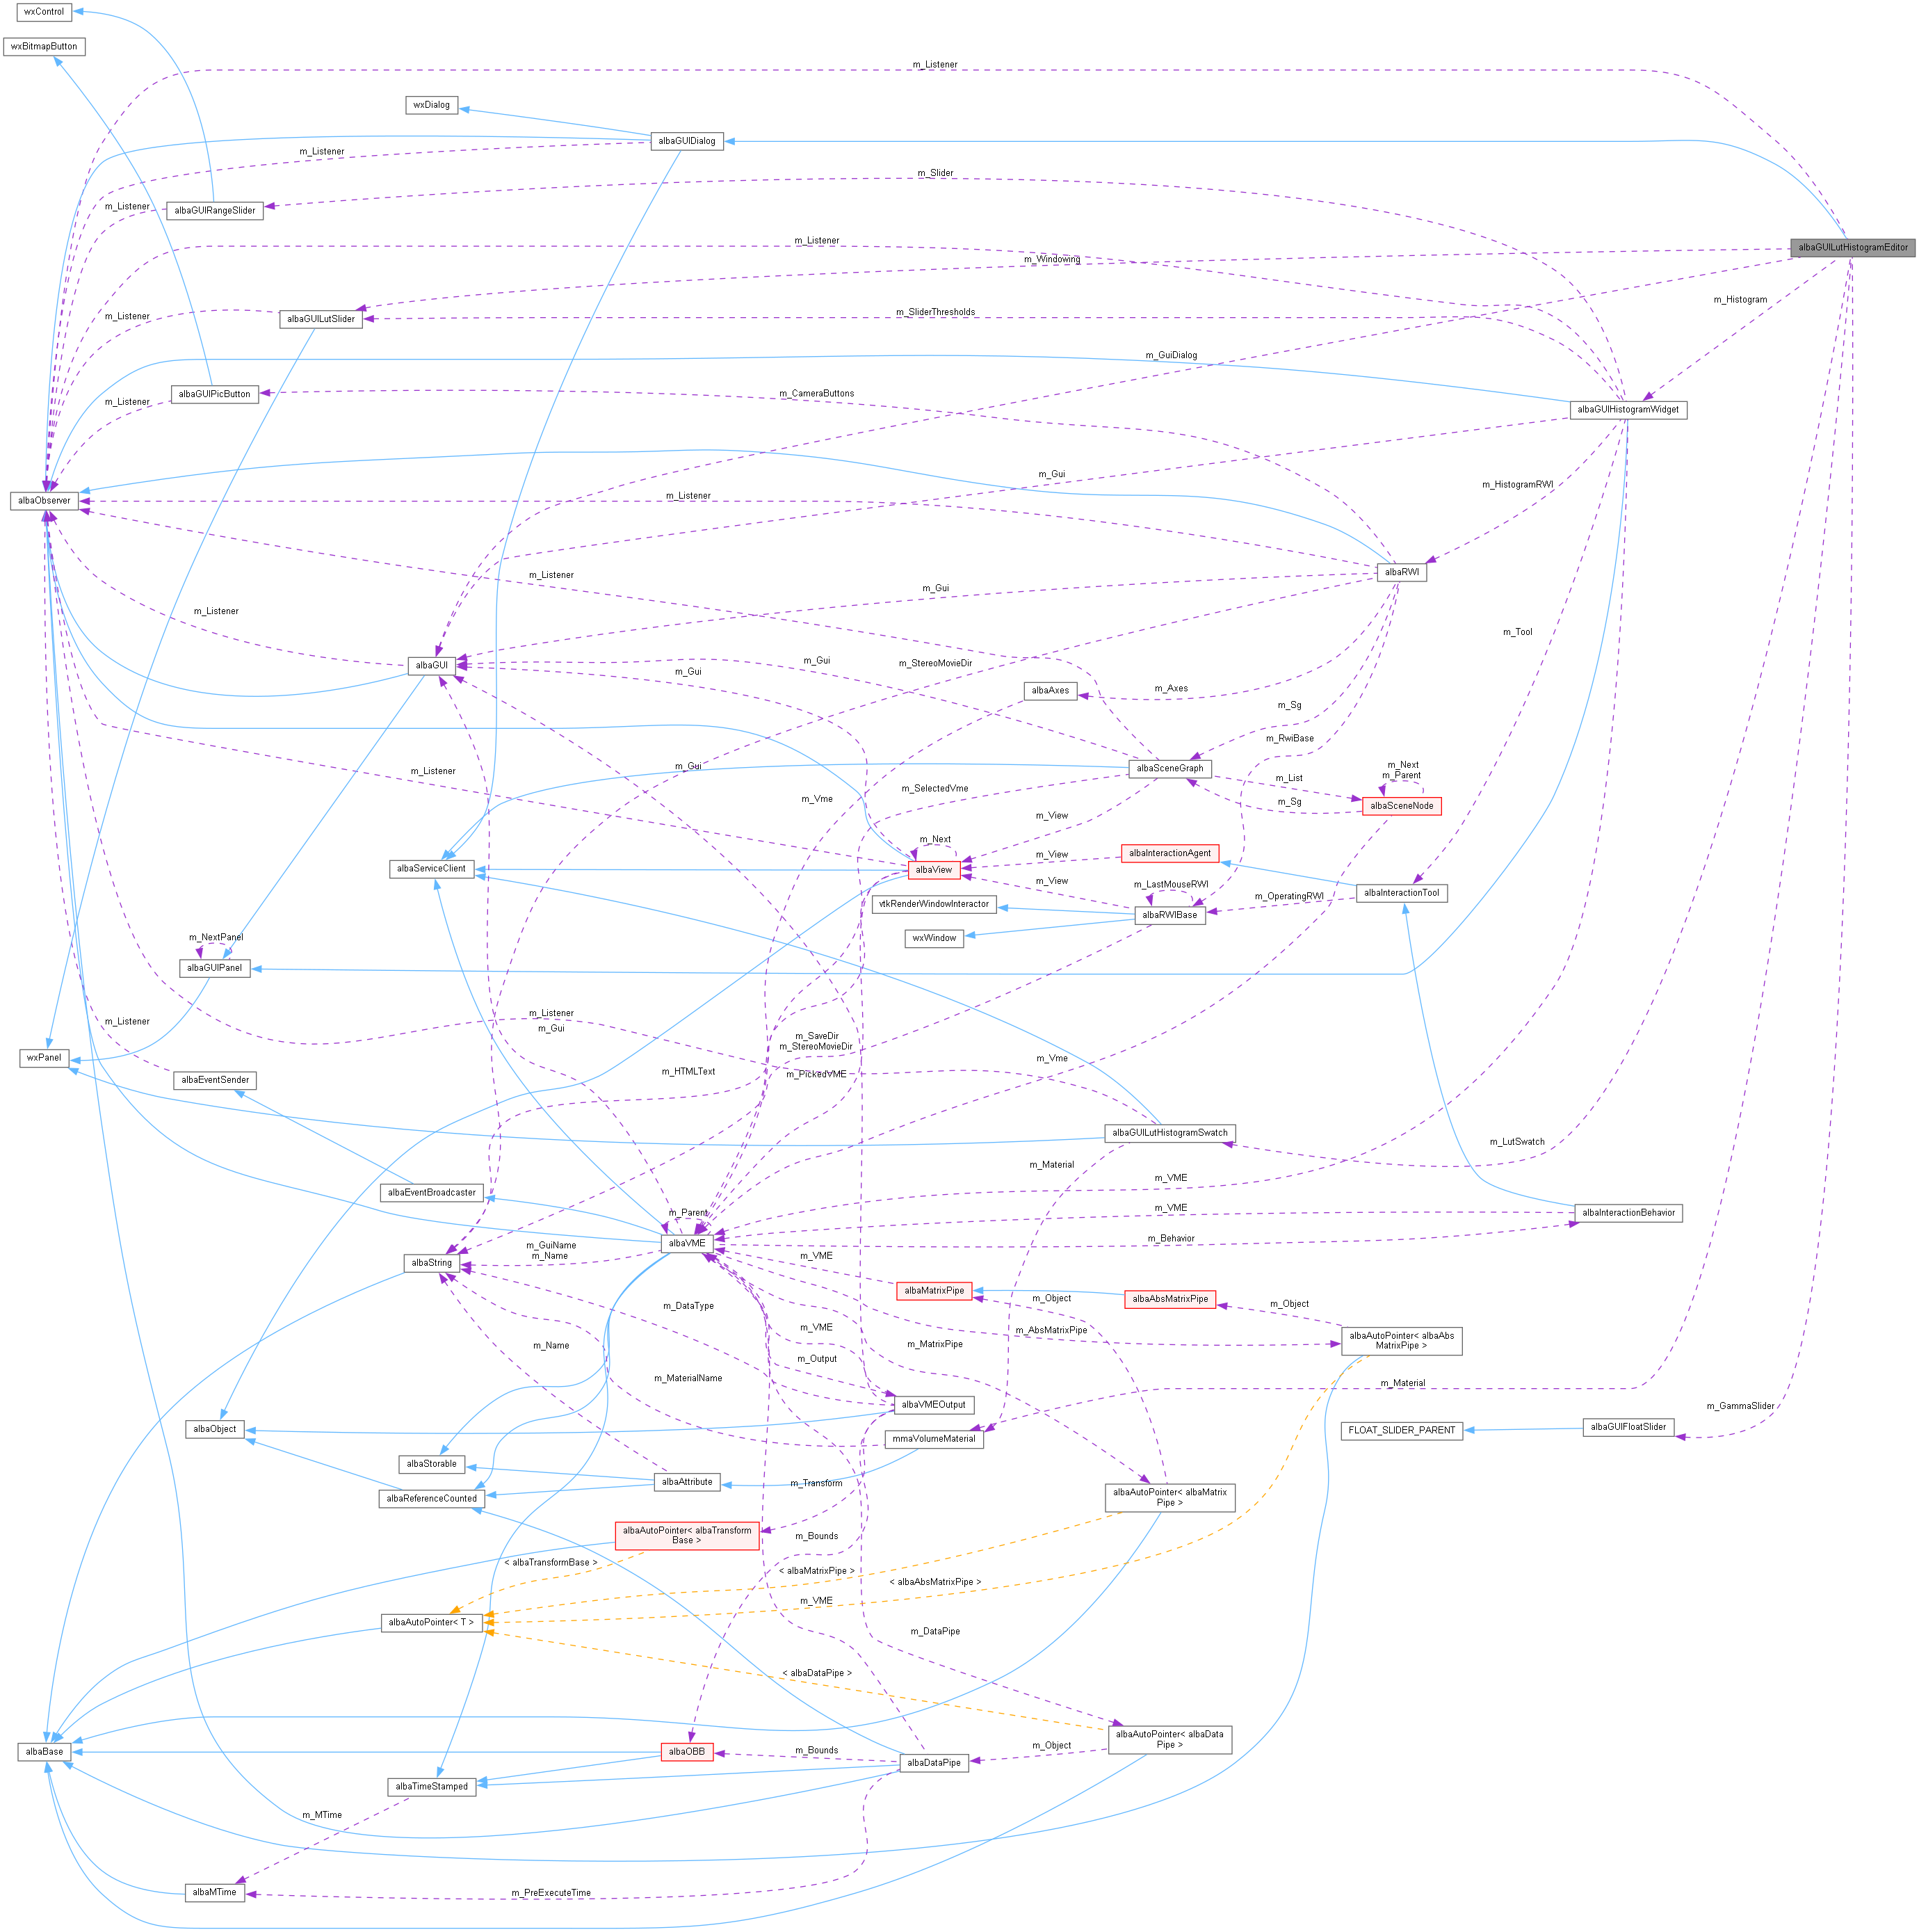 wxControl
wxBitmapButton
m_Listener
wxDialog
albaGUIDialog
m_Listener
m_Slider
m_Listener
albaGUIRangeSlider
m_Listener
albaGUILutHistogramEditor
m_Windowing
m_Histogram
m_Listener
albaGUILutSlider
m_SliderThresholds
m_GuiDialog
albaGUIPicButton
m_CameraButtons
m_Listener
albaGUIHistogramWidget
m_Gui
m_HistogramRWI
albaObserver
m_Listener
albaRWI
m_Listener
m_Gui
m_Listener
m_Tool
albaGUI
m_Gui
m_StereoMovieDir
m_Gui
albaAxes
m_Axes
m_Sg
m_RwiBase
m_Listener
m_Gui
albaSceneGraph
m_Next
m_Parent
m_List
m_SelectedVme
m_Vme
m_Sg
albaSceneNode
m_View
m_Next
albaServiceClient
albaView
m_View
albaInteractionAgent
m_View
m_LastMouseRWI
albaInteractionTool
m_OperatingRWI
vtkRenderWindowInteractor
albaRWIBase
wxWindow
m_NextPanel
albaGUIPanel
m_Listener
m_Gui
m_Listener
m_SaveDir
m_StereoMovieDir
wxPanel
m_Vme
m_HTMLText
m_PickedVME
albaEventSender
albaGUILutHistogramSwatch
m_LutSwatch
m_Material
m_VME
albaEventBroadcaster
m_Parent
m_VME
albaInteractionBehavior
m_Behavior
albaVME
m_GuiName
m_Name
albaString
m_VME
albaMatrixPipe
m_Object
albaAbsMatrixPipe
m_Object
m_DataType
m_VME
m_AbsMatrixPipe
albaAutoPointer< albaAbs
MatrixPipe >
m_Name
m_MatrixPipe
m_Output
m_MaterialName
m_Material
albaVMEOutput
m_GammaSlider
albaObject
mmaVolumeMaterial
FLOAT_SLIDER_PARENT
albaGUIFloatSlider
albaStorable
albaAttribute
m_Transform
albaReferenceCounted
albaAutoPointer< albaMatrix
Pipe >
albaAutoPointer< albaTransform
Base >
m_Bounds
< albaTransformBase >
< albaMatrixPipe >
< albaAbsMatrixPipe >
m_VME
albaAutoPointer< T >
m_DataPipe
< albaDataPipe >
albaAutoPointer< albaData
Pipe >
m_Object
albaBase
albaOBB
m_Bounds
albaDataPipe
albaTimeStamped
m_MTime
albaMTime
m_PreExecuteTime